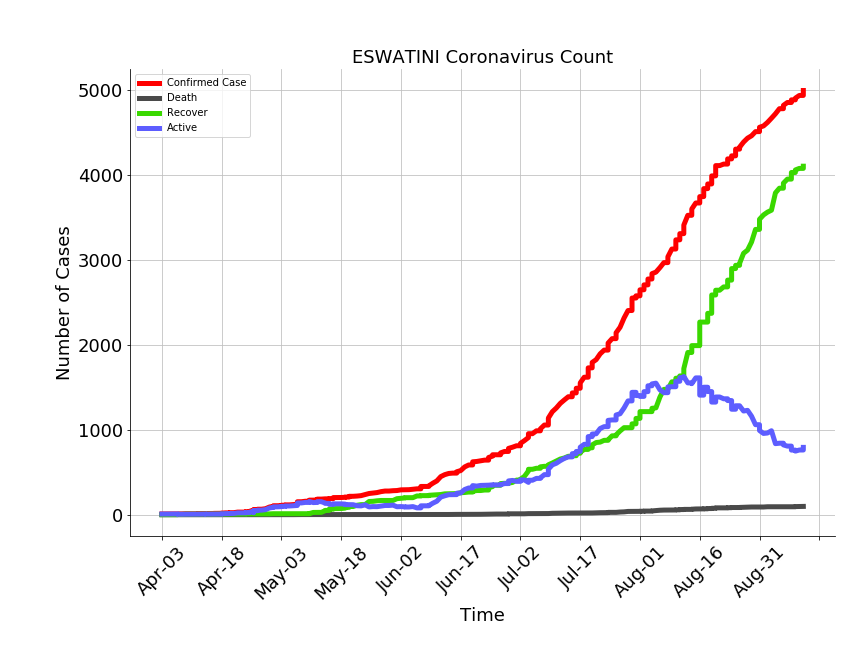 ESWATINI Coronavirus Count
Confirmed Case
Death
Recover
Active
5000
4000
3000
2000
1000
0
Number of Cases
Apr-03
Apr-18
May-03
May-18
Jun-02
Jun-17
Jul-02
Jul-17
Aug-01
Aug-16
Aug-31
Time